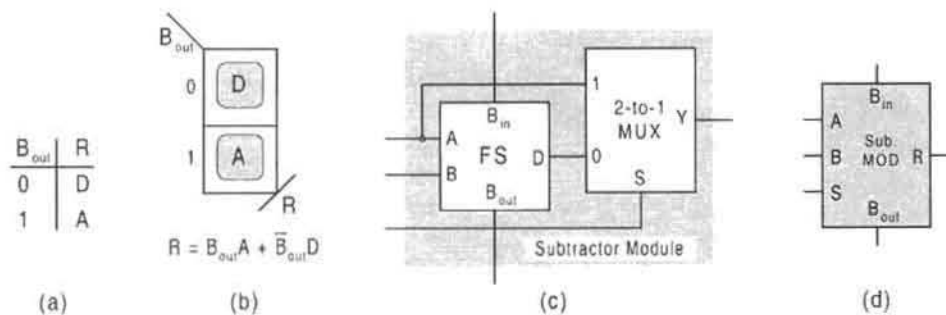 B_out R
0 D
1 A
(a)
B_out
0 D
1 A
R
R = B_out A + B̅_out D
(b)
1
2-to-1
MUX Y
B_in
A
FS D 0
B S
B_out
Subtractor Module
(c)
B_in
A
Sub.
B MOD R
S
B_out
(d)